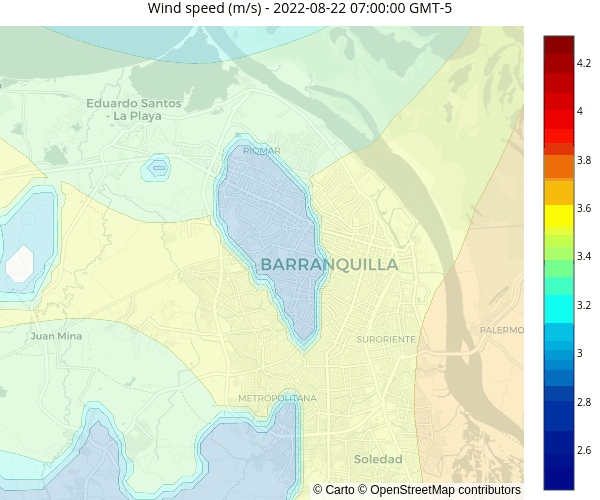 Wind speed (m/s) - 2022-08-22 07:00:00 GMT-5
4.2
4
3.8
3.6
3.4
3.2
3
2.8
2.6
Eduardo Santos
- La Playa
RIOMAR
BARRANQUILLA
Juan Mina
SURORIENTE
PALERMO
METROPOLITANA
Soledad
© Carto © OpenStreetMap contributors